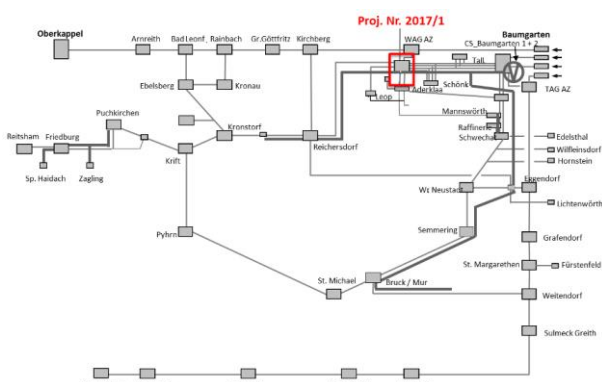 Proj. Nr. 2017/1
Oberkappel
Baumgarten
CS_Baumgarten 1 + 2
Arnreith
Bad Leonf.
Rainbach
Gr.Göttfritz
Kirchberg
WAG AZ
Tall.
TAG AZ
Ebelsberg
Kronau
Schönk.
Aderklaa
Leop.
Puchkirchen
Mannswörth
Raffinerie
Schwechat
Kronstorf
Reichersdorf
Reitsham
Friedburg
Krift
Edelsthal
Wilfleinsdorf
Hornstein
Sp. Haidach
Zagling
Wr. Neustadt
Eggendorf
Lichtenwörth
Pyhrn
Semmering
Grafendorf
St. Margarethen
Fürstenfeld
St. Michael
Bruck / Mur
Weitendorf
Sulmeck Greith